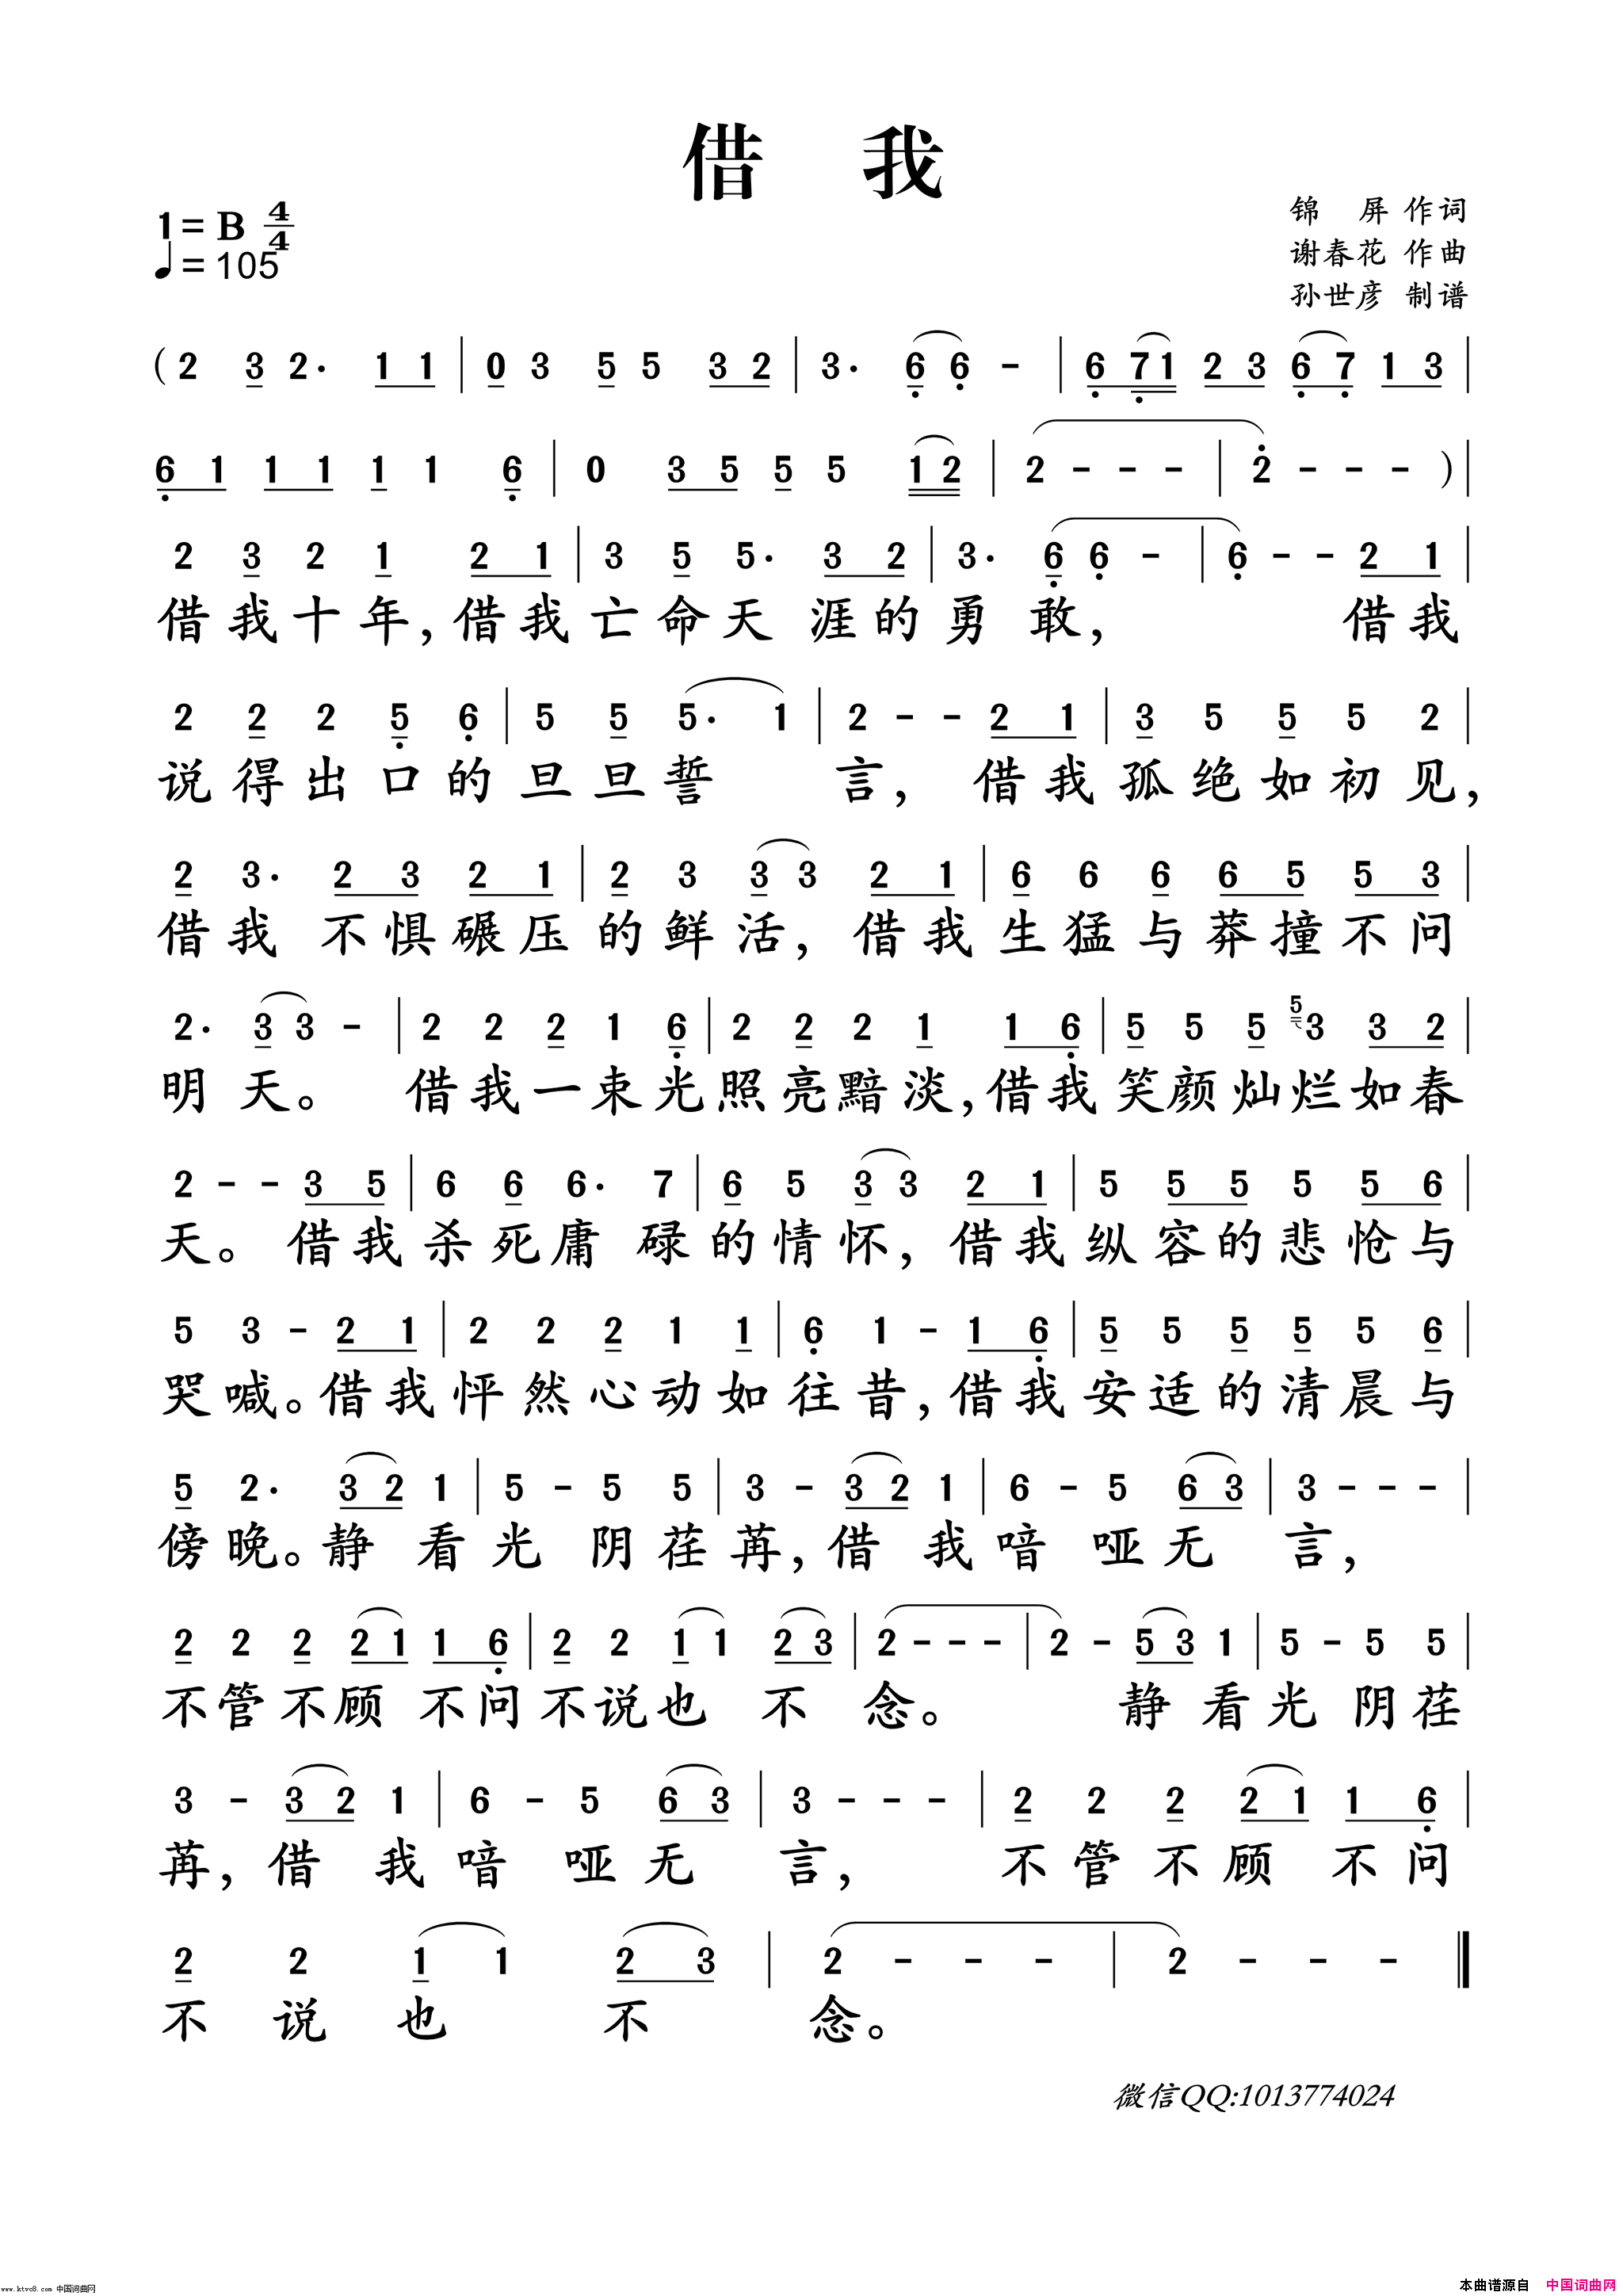 借 我
1=B 4/4
♩=105
锦 屏 作词
谢春花 作曲
孙世彦 制谱
( 2 3 2· 1 1 | 0 3 5 5 3 2 | 3· 6 6 - | 6 7 1 2 3 6 7 1 3 |
6 1 1 1 1 1 6 | 0 3 5 5 5 1 2 | 2 - - - | 2 - - - ) |
2 3 2 1 2 1 | 3 5 5· 3 2 | 3· 6 6 - | 6 - - 2 1 |
借我十年,借我亡命天涯的勇敢, 借我
2 2 2 5 6 | 5 5 5· 1 | 2 - - 2 1 | 3 5 5 5 2 |
说得出口的旦旦誓 言, 借我孤绝如初见,
2 3· 2 3 2 1 | 2 3 3 3 2 1 | 6 6 6 6 5 5 3 |
借我 不惧碾压的鲜活, 借我生猛与莽撞不问
2· 3 3 - | 2 2 2 1 6 | 2 2 2 1 1 6 | 5 5 5 5 3 3 2 |
明天。 借我一束光照亮黯淡,借我笑颜灿烂如春
2 - - 3 5 | 6 6 6· 7 | 6 5 3 3 2 1 | 5 5 5 5 5 6 |
天。 借我杀死庸碌的情怀, 借我纵容的悲怆与
5 3 - 2 1 | 2 2 2 1 1 | 6 1 - 1 6 | 5 5 5 5 5 6 |
哭喊。借我怦然心动如往昔,借我安适的清晨与
5 2· 3 2 1 | 5 - 5 5 | 3 - 3 2 1 | 6 - 5 6 3 | 3 - - - |
傍晚。静 看光 阴荏苒,借 我喑 哑无 言,
2 2 2 2 1 1 6 | 2 2 1 1 2 3 | 2 - - - | 2 - 5 3 1 | 5 - 5 5 |
不管不顾 不问不说也 不 念。 静 看光 阴荏
3 - 3 2 1 | 6 - 5 6 3 | 3 - - - | 2 2 2 2 1 1 6 |
苒,借 我喑 哑无 言, 不管不顾 不问
2 2 1 1 2 3 | 2 - - - | 2 - - - ‖
不 说 也 不 念。
微信QQ:1013774024
www.ktvc8.com 中国词曲网
本曲谱源自 中国词曲网